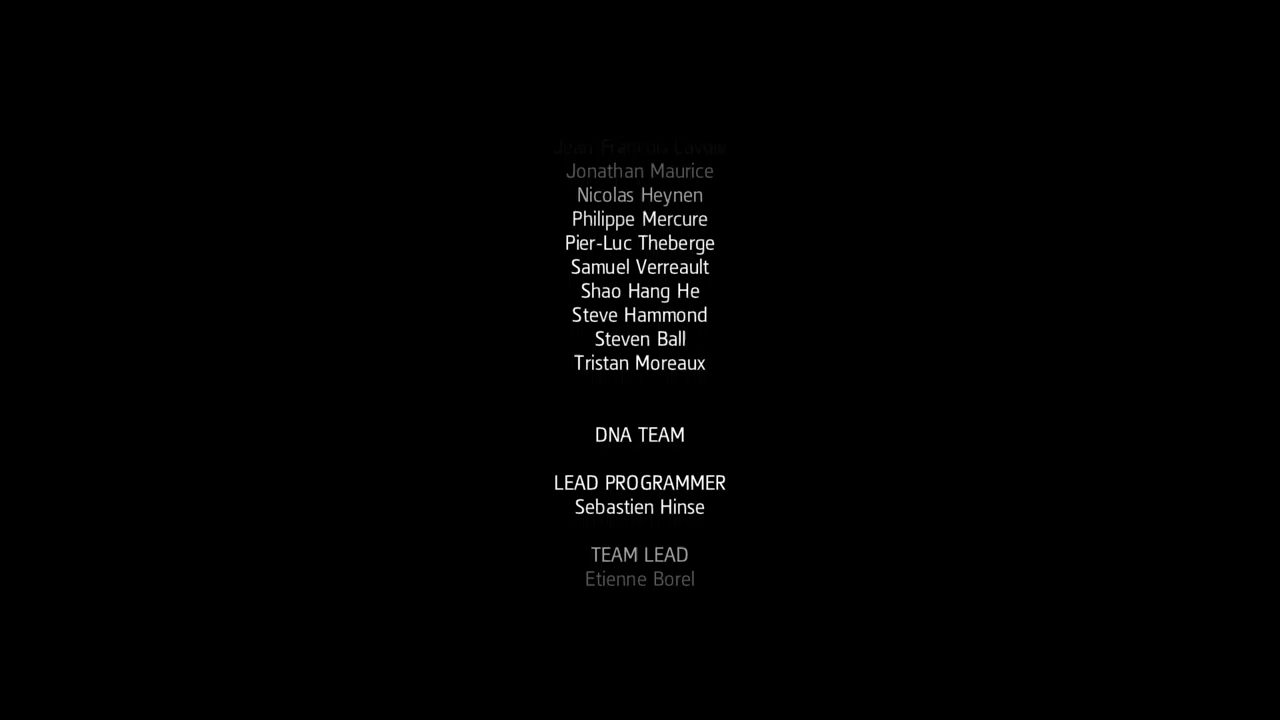 Jonathan Maurice
Nicolas Heynen
Philippe Mercure
Pier-Luc Theberge
Samuel Verreault
Shao Hang He
Steve Hammond
Steven Ball
Tristan Moreaux
DNA TEAM
LEAD PROGRAMMER
Sebastien Hinse
TEAM LEAD
Etienne Borel